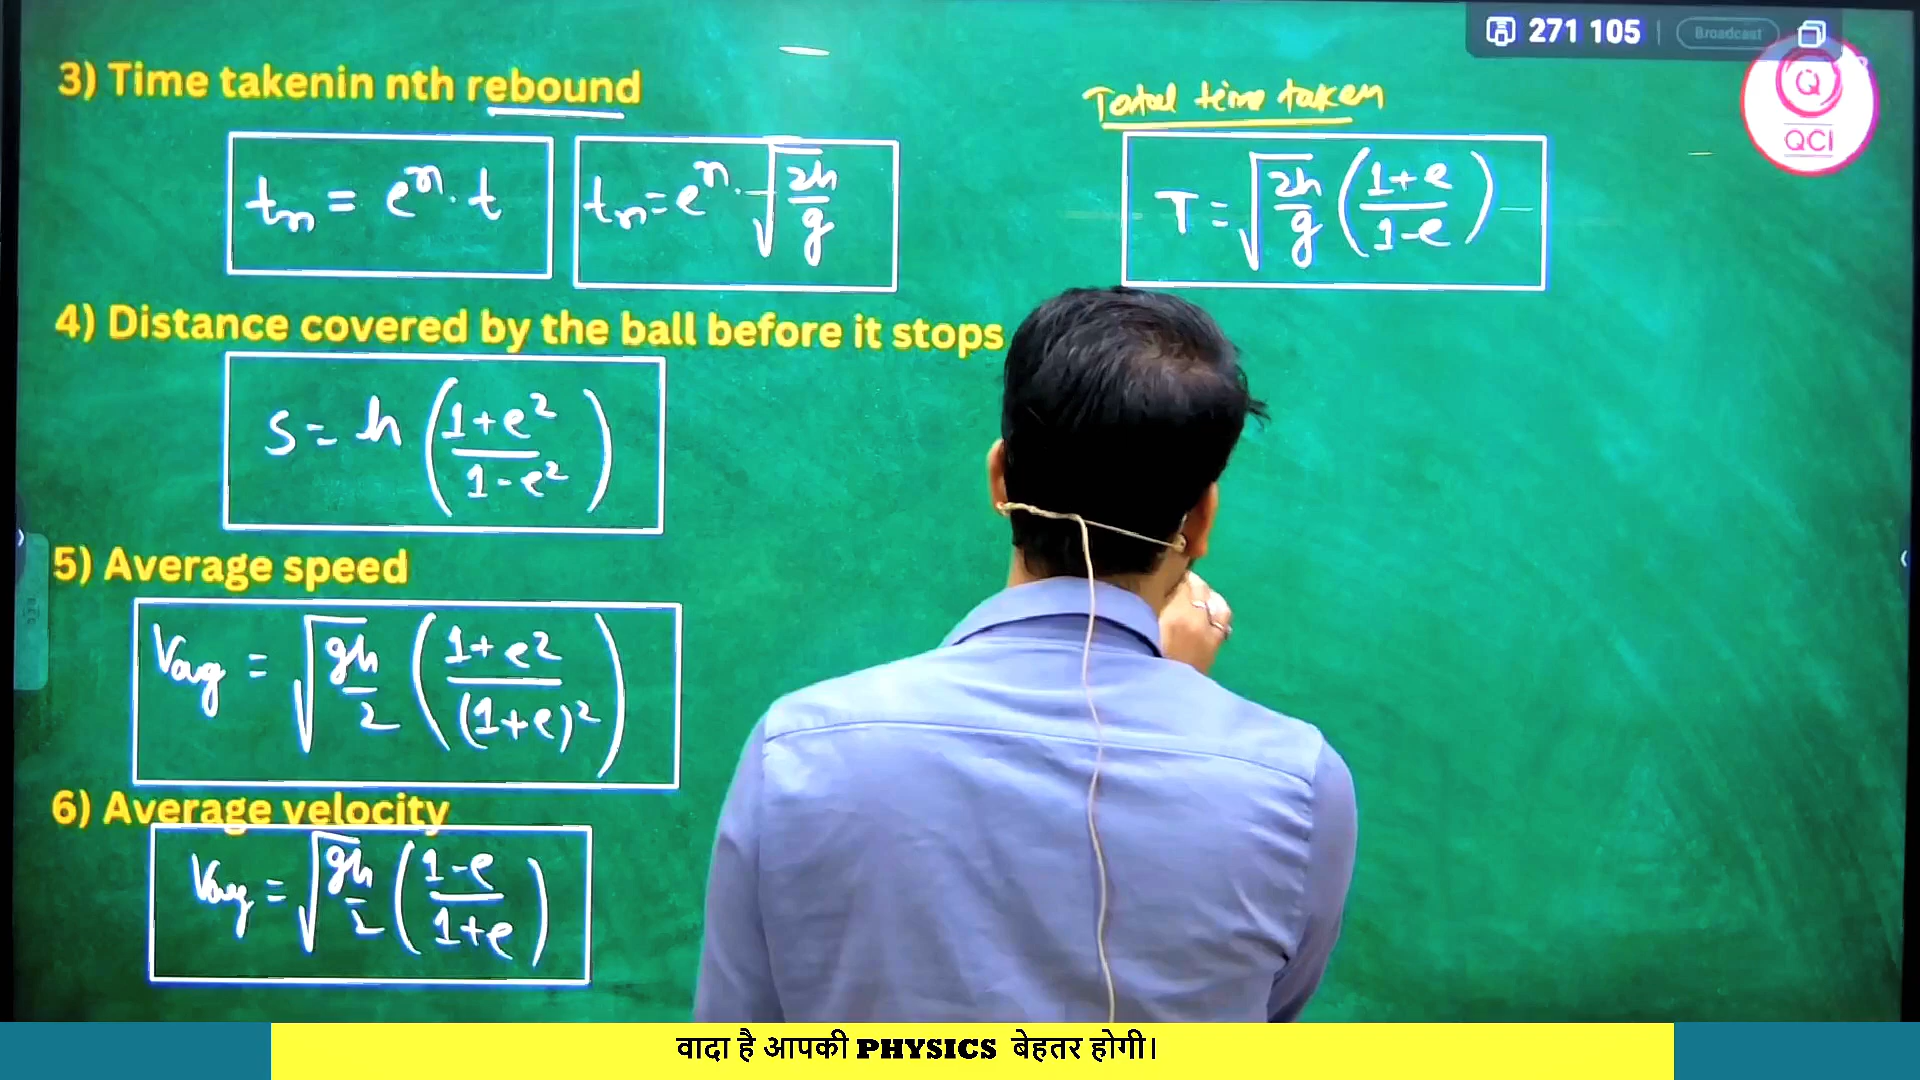 271 105
Broadcast
Q
QCI
3) Time takenin nth rebound
tn = eⁿ · t
tn = eⁿ · √(2h/g)
Total time taken
T = √(2h/g) ((1+e)/(1-e))
4) Distance covered by the ball before it stops
S = h ((1+e²)/(1-e²))
5) Average speed
Vavg = √(gh/2) ((1+e²)/(1+e)²)
6) Average velocity
Vavg = √(gh/2) ((1-e)/(1+e))
वादा है आपकी PHYSICS बेहतर होगी।